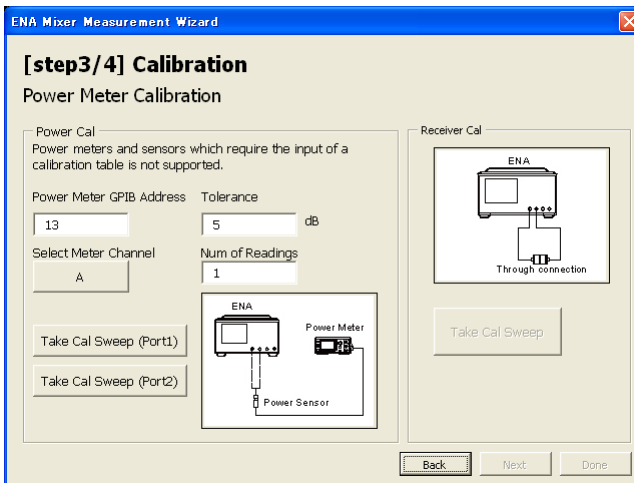 ENA Mixer Measurement Wizard
[step3/4] Calibration
Power Meter Calibration
Power Cal
Power meters and sensors which require the input of a
calibration table is not supported.
Power Meter GPIB Address
Tolerance
13
5
dB
Select Meter Channel
Num of Readings
A
1
Take Cal Sweep (Port1)
Take Cal Sweep (Port2)
ENA
Power Meter
Power Sensor
Receiver Cal
ENA
Through connection
Take Cal Sweep
Back
Next
Done